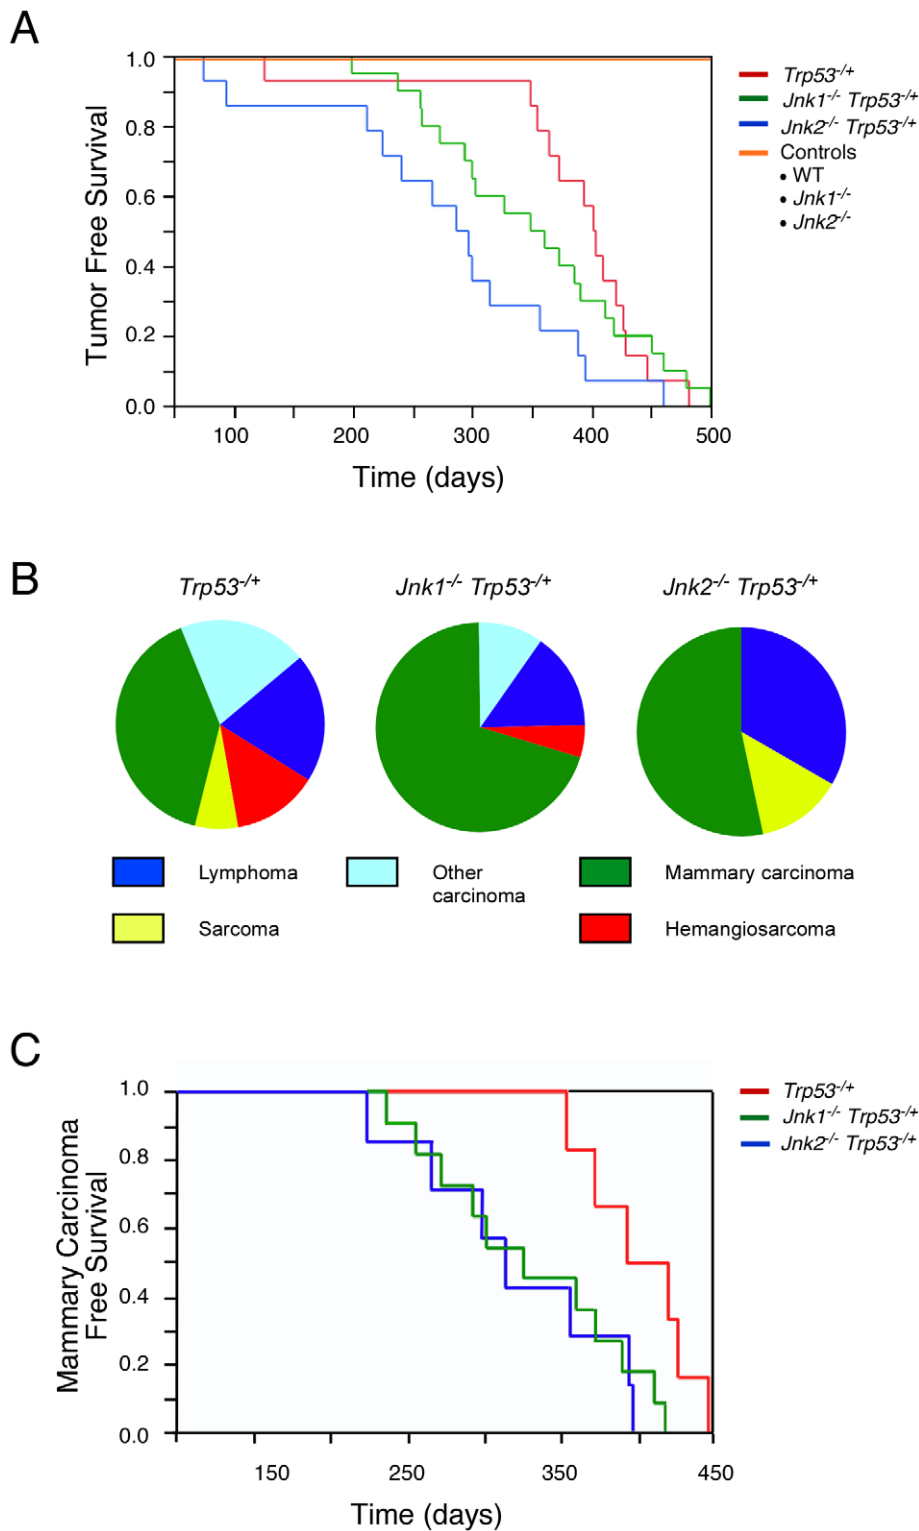 A
Tumor Free Survival
1.0
0.8
0.6
0.4
0.2
0.0
100 200 300 400 500
Time (days)
Trp53-/+
Jnk1-/- Trp53-/+
Jnk2-/- Trp53-/+
Controls
• WT
• Jnk1-/-
• Jnk2-/-
B
Trp53-/+ Jnk1-/- Trp53-/+ Jnk2-/- Trp53-/+
Lymphoma
Other
carcinoma
Mammary carcinoma
Sarcoma
Hemangiosarcoma
C
Mammary Carcinoma
Free Survival
1.0
0.8
0.6
0.4
0.2
0.0
150 250 350 450
Time (days)
Trp53-/+
Jnk1-/- Trp53-/+
Jnk2-/- Trp53-/+